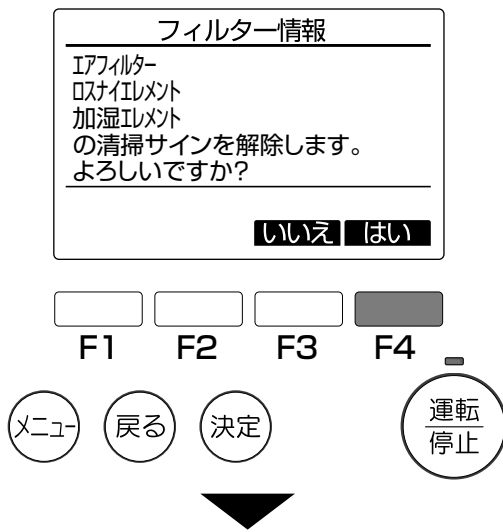 フィルター情報
エアフィルター
ロスナイエレメント
加湿エレメント
の清掃サインを解除します。
よろしいですか?
いいえ はい
F1 F2 F3 F4
メニュー 戻る 決定 運転
停止